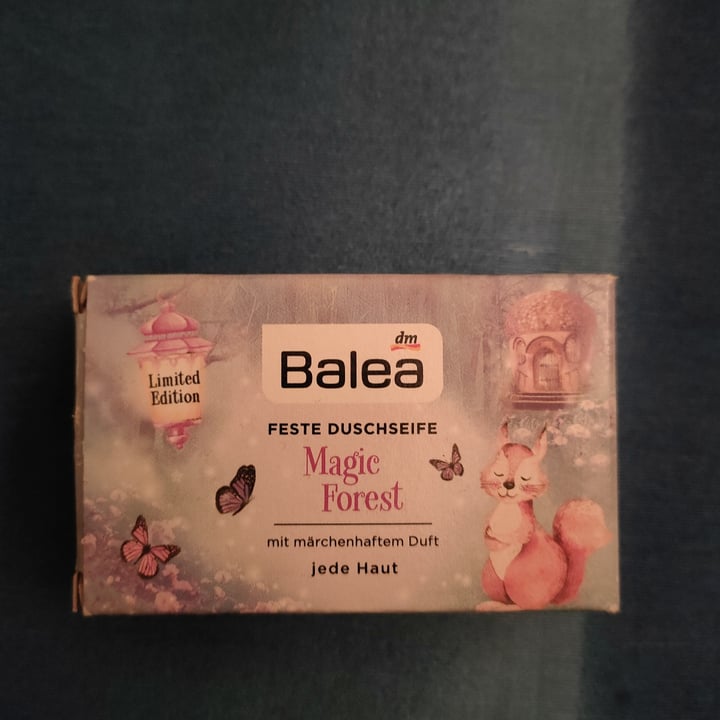 dm
Balea
Limited
Edition
FESTE DUSCHSEIFE
Magic
Forest
mit märchenhaftem Duft
jede Haut